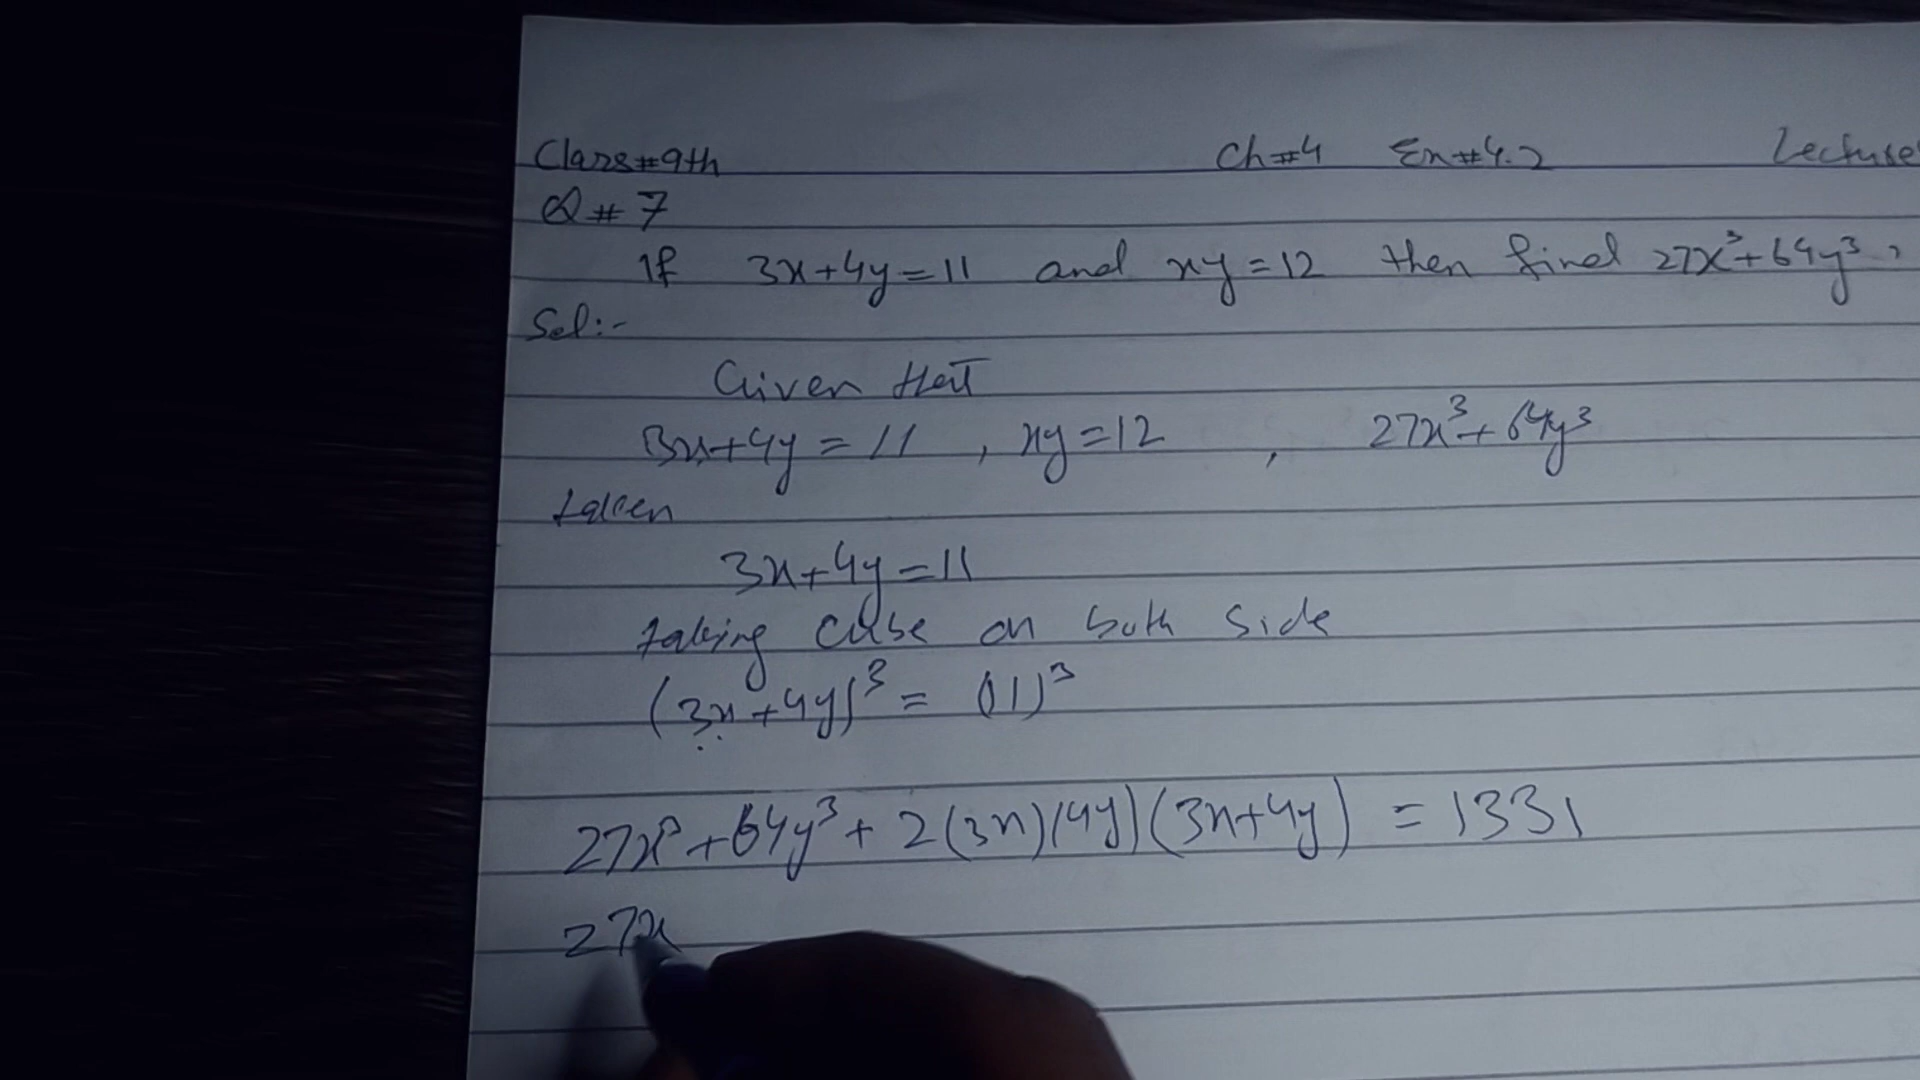 Class#9th Ch#4 Ex#4.2 Lecture
Q#7
If 3x+4y=11 and xy=12 then find 27x³+64y³,
Sol:-
Given that
3x+4y=11, xy=12, 27x³+64y³
taken
3x+4y=11
taking cube on both side
(3x+4y)³ = (11)³
27x³+64y³+2(3x)(4y)(3x+4y) = 1331
27x